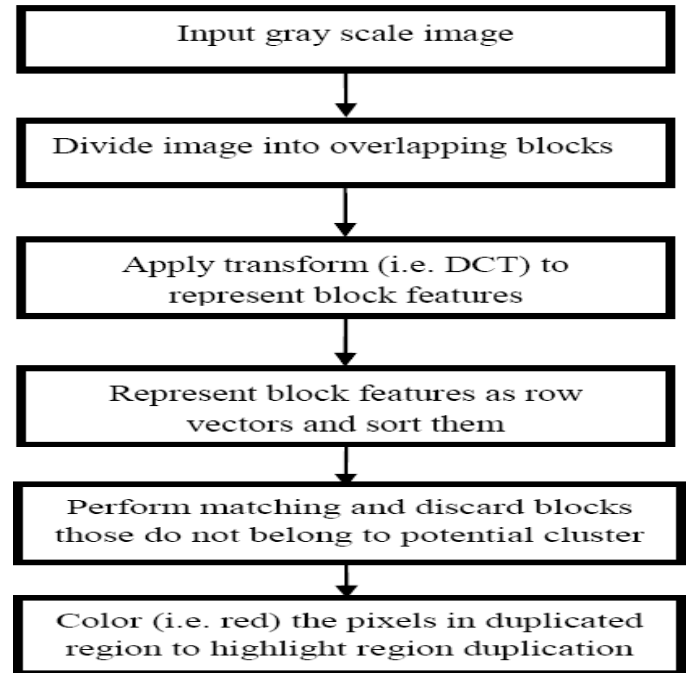 Input gray scale image
Divide image into overlapping blocks
Apply transform (i.e. DCT) to
represent block features
Represent block features as row
vectors and sort them
Perform matching and discard blocks
those do not belong to potential cluster
Color (i.e. red) the pixels in duplicated
region to highlight region duplication